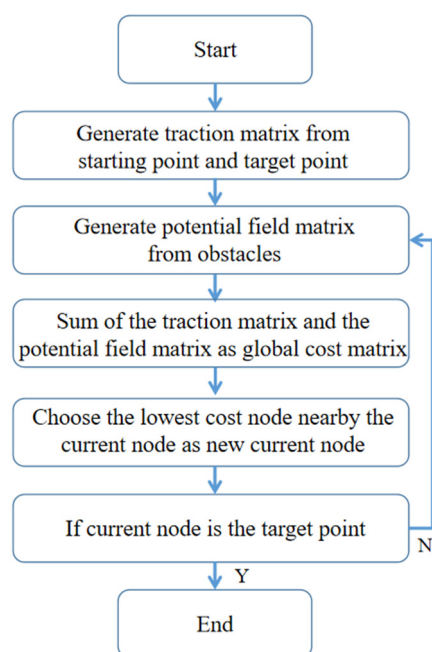 Start
Generate traction matrix from
starting point and target point
Generate potential field matrix
from obstacles
Sum of the traction matrix and the
potential field matrix as global cost matrix
Choose the lowest cost node nearby the
current node as new current node
If current node is the target point
N
Y
End